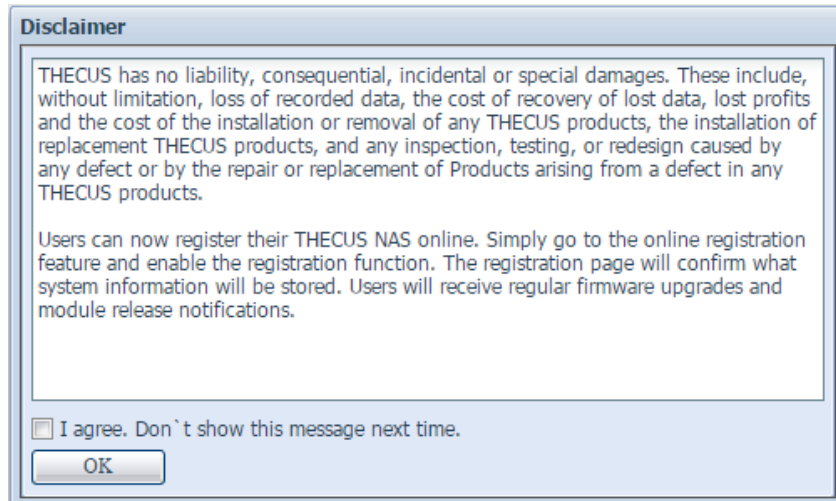 Disclaimer
THECUS has no liability, consequential, incidental or special damages. These include,
without limitation, loss of recorded data, the cost of recovery of lost data, lost profits
and the cost of the installation or removal of any THECUS products, the installation of
replacement THECUS products, and any inspection, testing, or redesign caused by
any defect or by the repair or replacement of Products arising from a defect in any
THECUS products.
Users can now register their THECUS NAS online. Simply go to the online registration
feature and enable the registration function. The registration page will confirm what
system information will be stored. Users will receive regular firmware upgrades and
module release notifications.
I agree. Don`t show this message next time.
OK